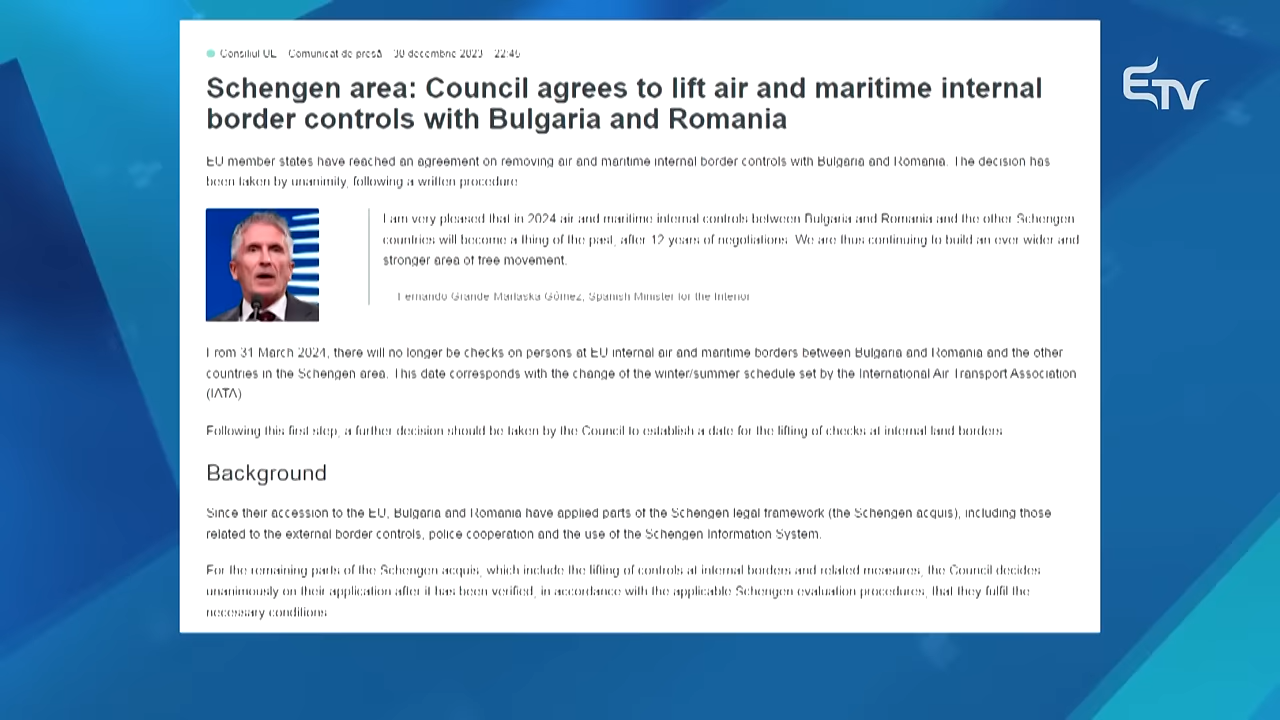 Consiliul UE Comunicat de presă 30 decembrie 2023 22:45
ETV
Schengen area: Council agrees to lift air and maritime internal
border controls with Bulgaria and Romania
EU member states have reached an agreement on removing air and maritime internal border controls with Bulgaria and Romania. The decision has
been taken by unanimity, following a written procedure
I am very pleased that in 2024 air and maritime internal controls between Bulgaria and Romania and the other Schengen
countries will become a thing of the past, after 12 years of negotiations. We are thus continuing to build an ever wider and
stronger area of free movement.
Fernando Grande Marlaska Gómez, Spanish Minister for the Interior
From 31 March 2024, there will no longer be checks on persons at EU internal air and maritime borders between Bulgaria and Romania and the other
countries in the Schengen area. This date corresponds with the change of the winter/summer schedule set by the International Air Transport Association
(IATA)
Following this first step, a further decision should be taken by the Council to establish a date for the lifting of checks at internal land borders
Background
Since their accession to the EU, Bulgaria and Romania have applied parts of the Schengen legal framework (the Schengen acquis), including those
related to the external border controls, police cooperation and the use of the Schengen Information System.
For the remaining parts of the Schengen acquis, which include the lifting of controls at internal borders and related measures, the Council decides
unanimously on their application after it has been verified, in accordance with the applicable Schengen evaluation procedures, that they fulfil the
necessary conditions